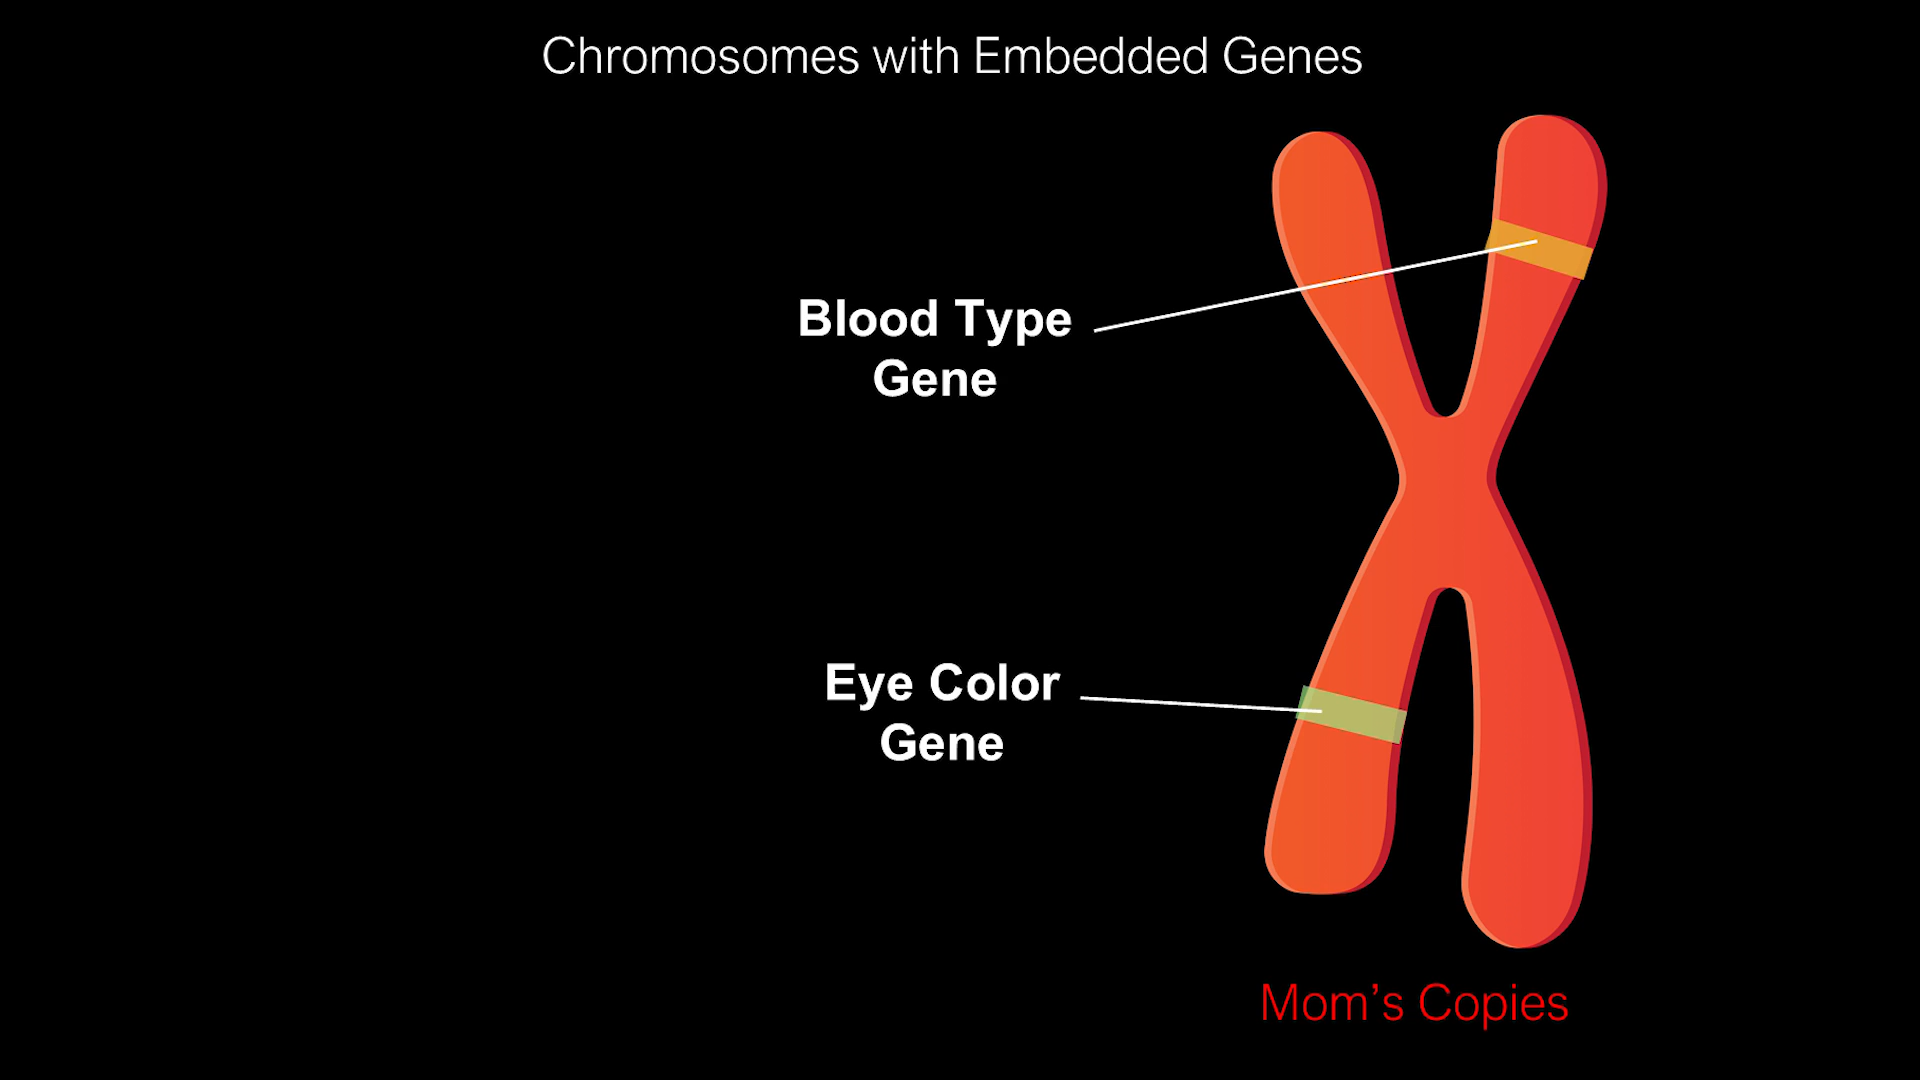 Chromosomes with Embedded Genes
Blood Type
Gene
Eye Color
Gene
Mom’s Copies